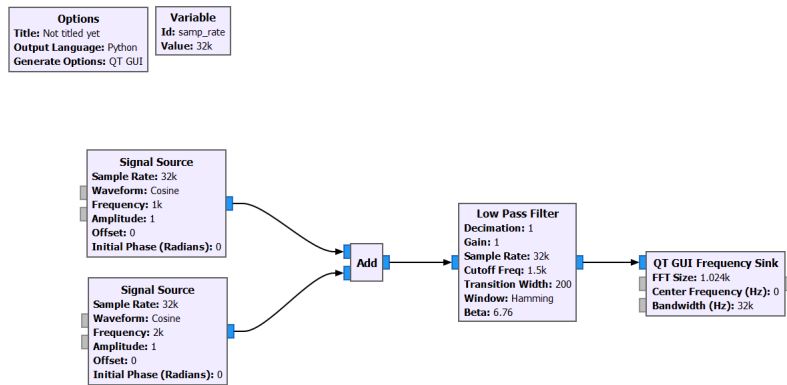 Options
Title: Not titled yet
Output Language: Python
Generate Options: QT GUI
Variable
Id: samp_rate
Value: 32k
Signal Source
Sample Rate: 32k
Waveform: Cosine
Frequency: 1k
Amplitude: 1
Offset: 0
Initial Phase (Radians): 0
Signal Source
Sample Rate: 32k
Waveform: Cosine
Frequency: 2k
Amplitude: 1
Offset: 0
Initial Phase (Radians): 0
Add
Low Pass Filter
Decimation: 1
Gain: 1
Sample Rate: 32k
Cutoff Freq: 1.5k
Transition Width: 200
Window: Hamming
Beta: 6.76
QT GUI Frequency Sink
FFT Size: 1.024k
Center Frequency (Hz): 0
Bandwidth (Hz): 32k